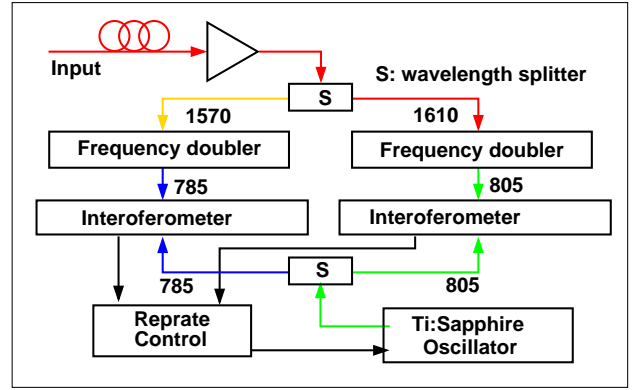 Input
S: wavelength splitter
S
1570
1610
Frequency doubler
Frequency doubler
785
805
Interoferometer
Interoferometer
S
785
805
Reprate
Control
Ti:Sapphire
Oscillator